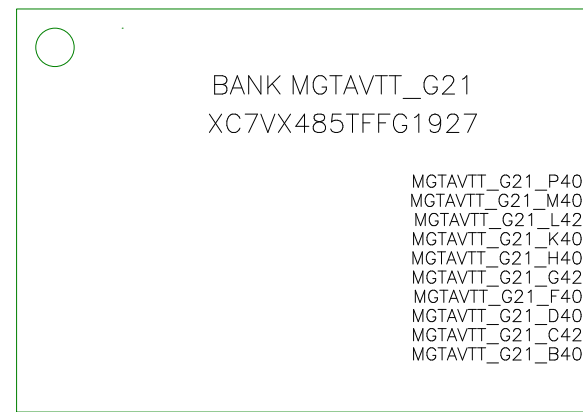 BANK MGTAVTT_G21
XC7VX485TFFG1927
MGTAVTT_G21_P40
MGTAVTT_G21_M40
MGTAVTT_G21_L42
MGTAVTT_G21_K40
MGTAVTT_G21_H40
MGTAVTT_G21_G42
MGTAVTT_G21_F40
MGTAVTT_G21_D40
MGTAVTT_G21_C42
MGTAVTT_G21_B40